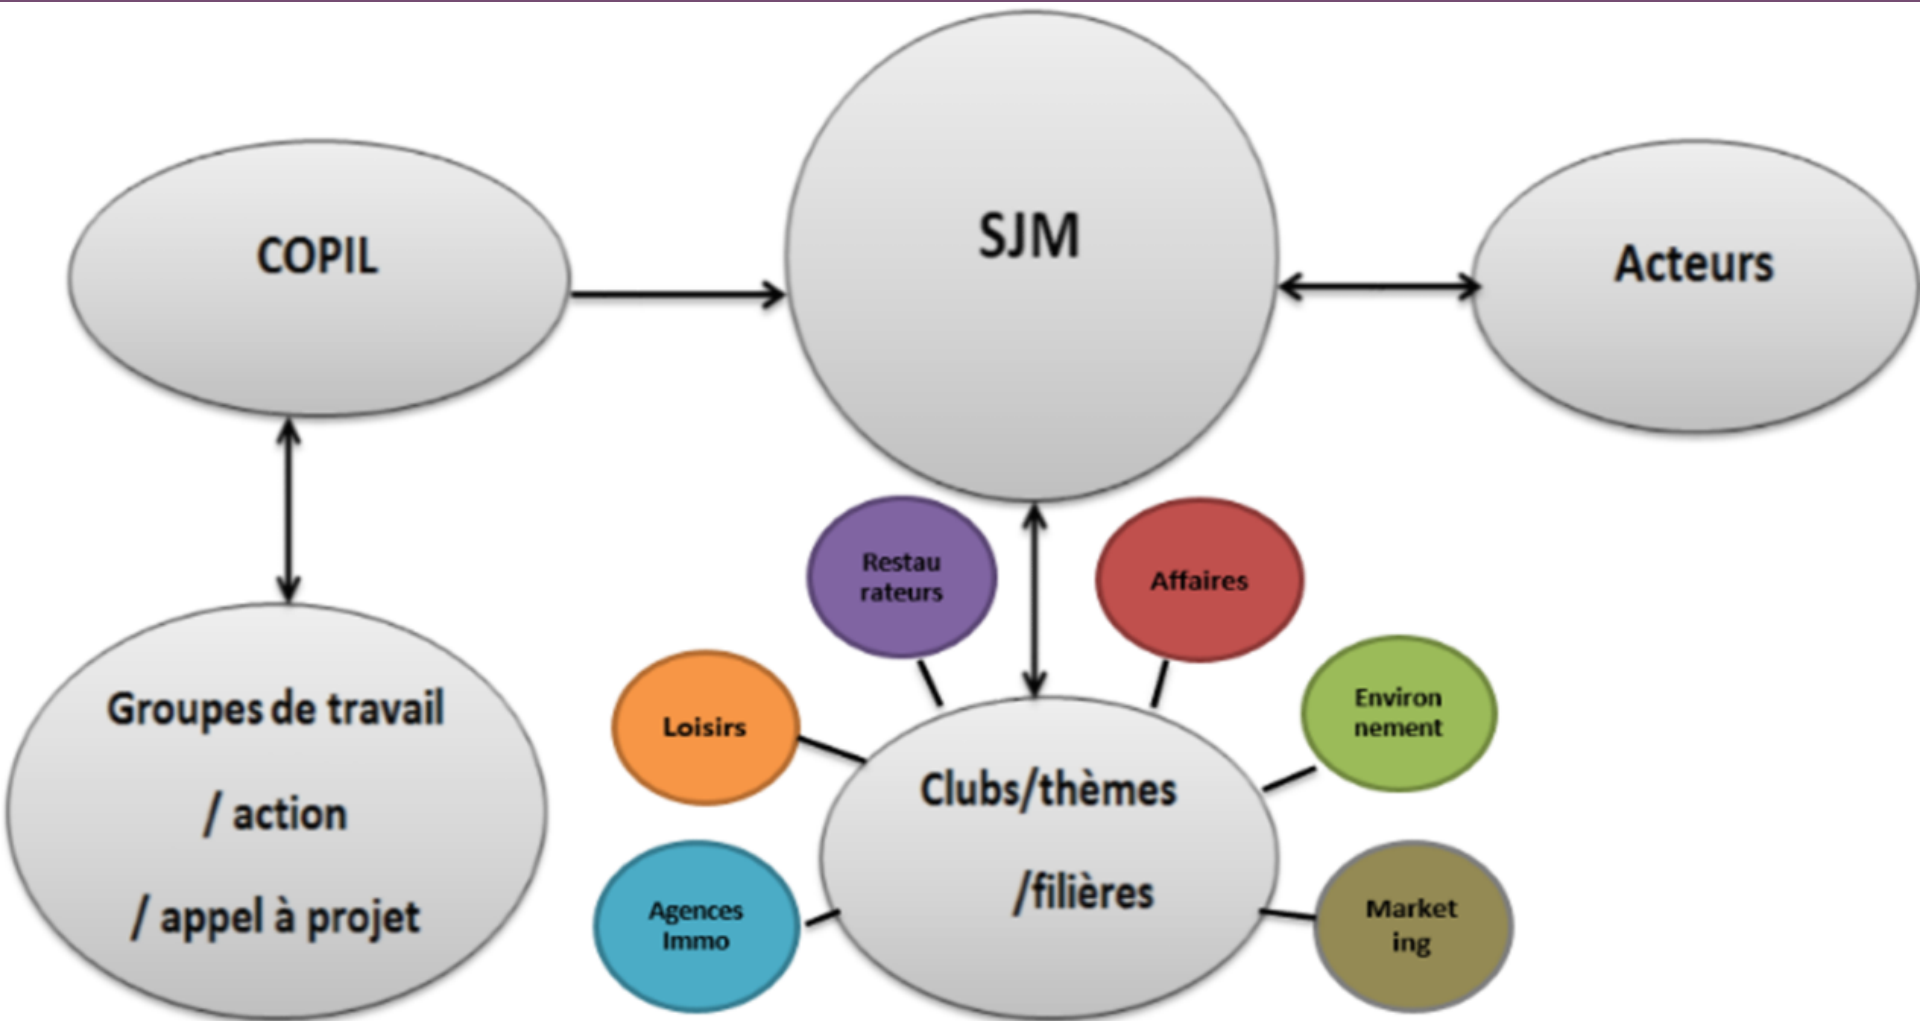 SJM
COPIL
Acteurs
Restau
rateurs
Affaires
Loisirs
Environ
nement
Groupes de travail
/ action
/ appel à projet
Clubs/thèmes
/filières
Agences
Immo
Market
ing